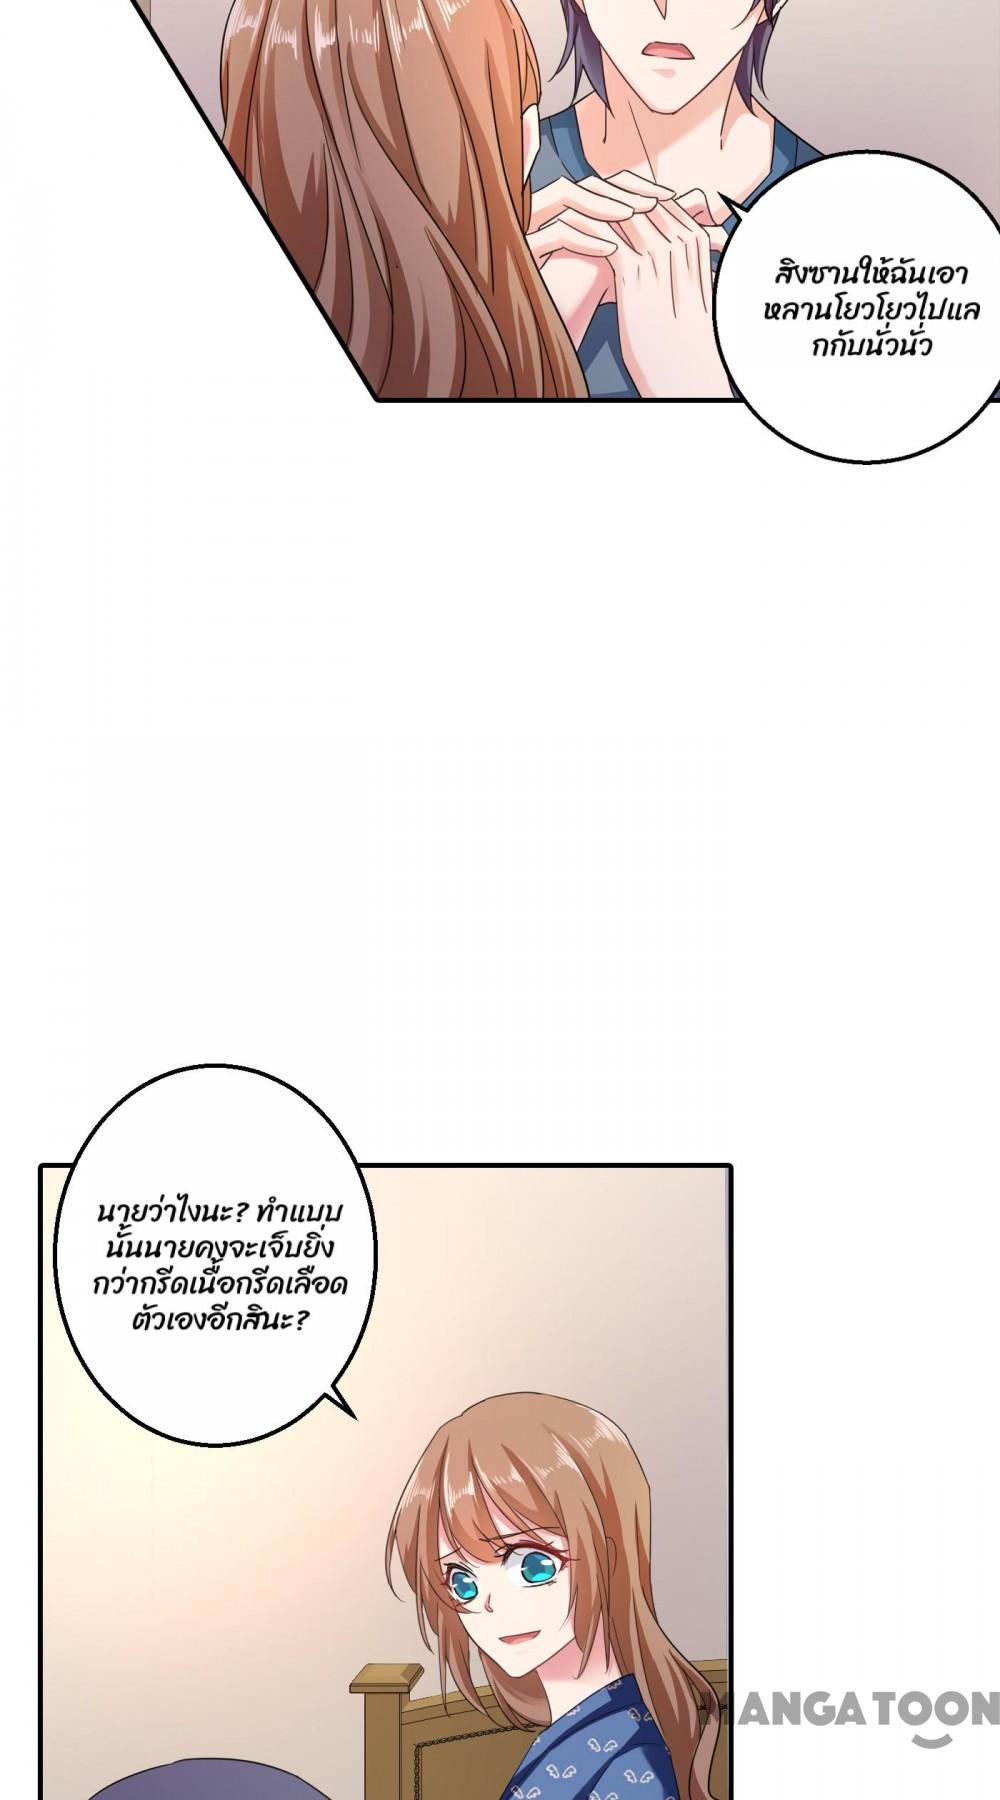 สิงซานให้ฉันเอา
หลานโยวโยวไปแล
กกับนั่วนั่ว
นายว่าไงนะ? ทำแบบ
นั้นนายคงจะเจ็บยิ่ง
กว่ากรีดเนื้อกรีดเลือด
ตัวเองอีกสินะ?
MANGATOON